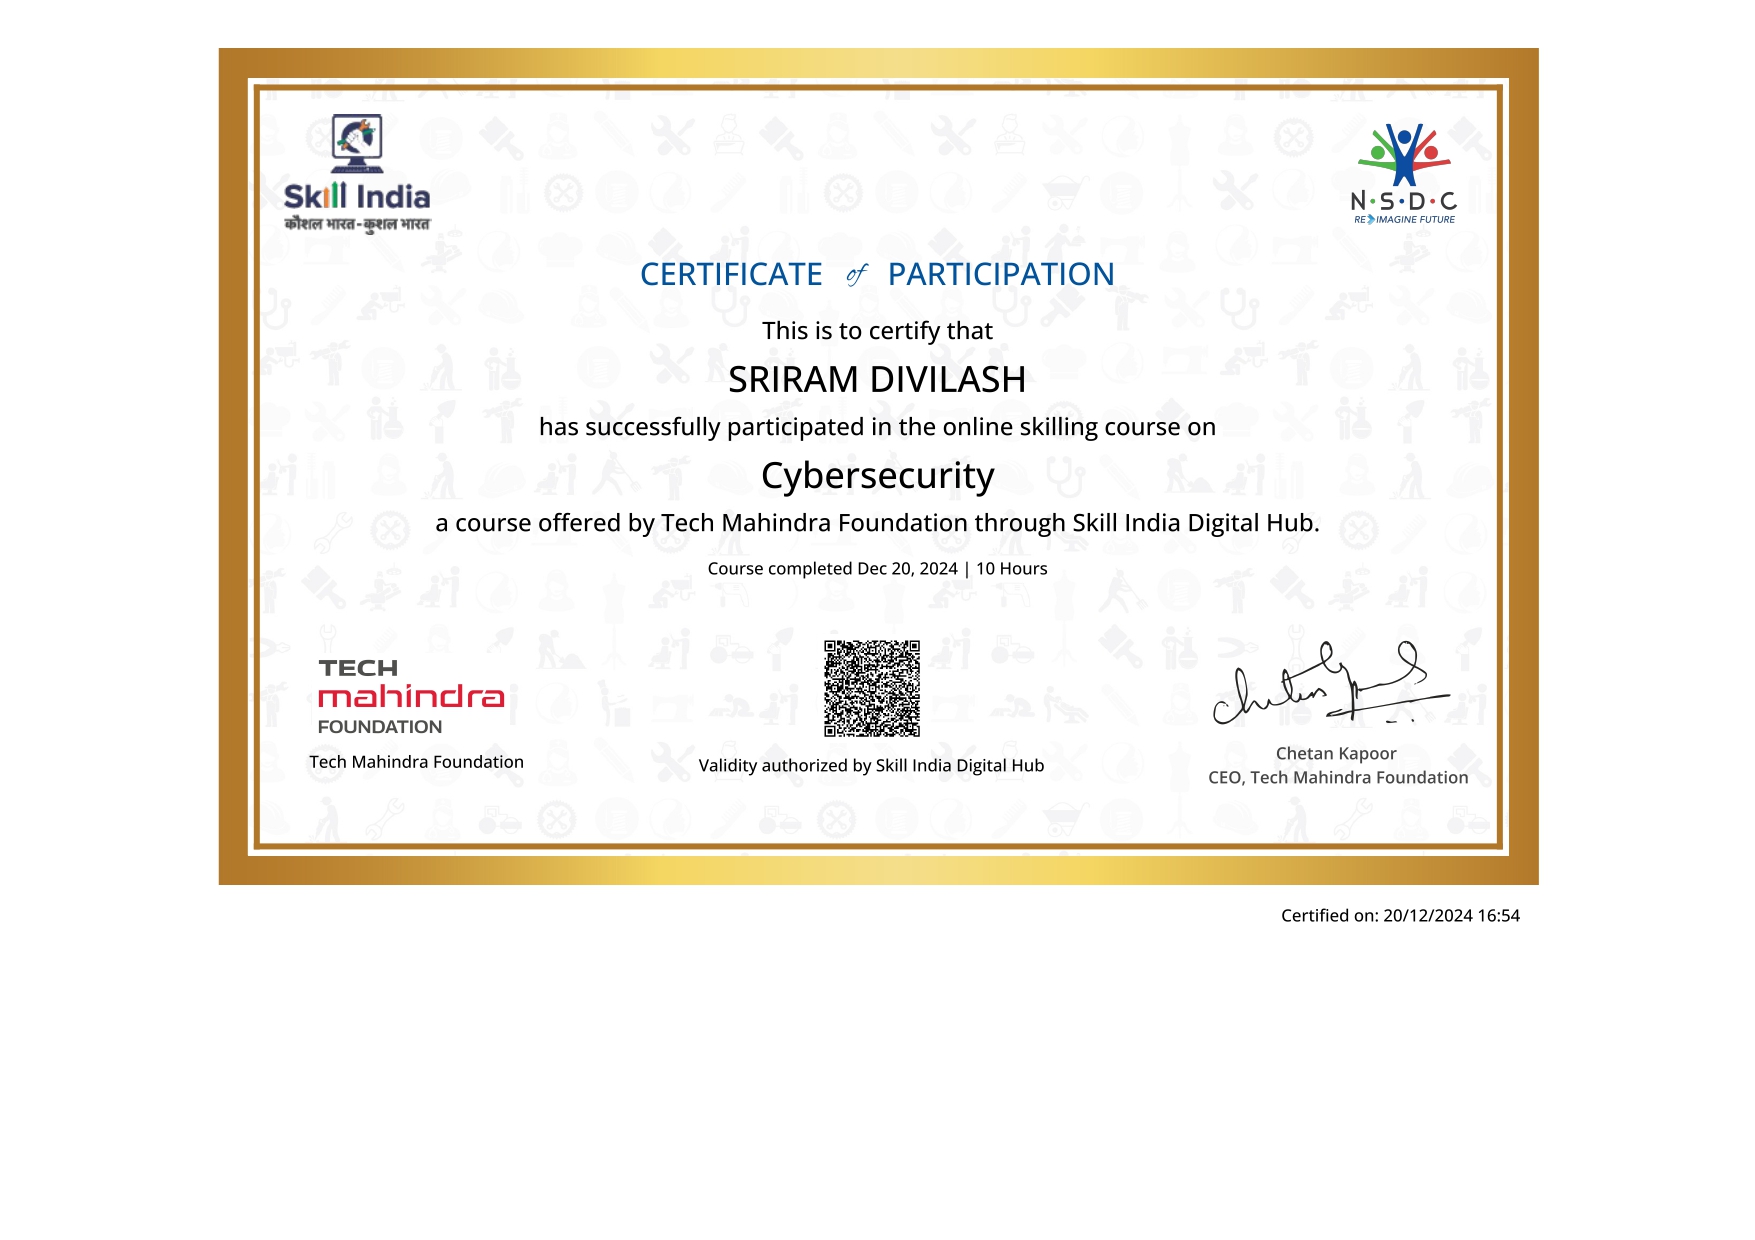 Skill India
कौशल भारत-कुशल भारत
N·S·D·C
RE IMAGINE FUTURE
CERTIFICATE of PARTICIPATION
This is to certify that
SRIRAM DIVILASH
has successfully participated in the online skilling course on
Cybersecurity
a course offered by Tech Mahindra Foundation through Skill India Digital Hub.
Course completed Dec 20, 2024 | 10 Hours
TECH
mahindra
FOUNDATION
Tech Mahindra Foundation
Validity authorized by Skill India Digital Hub
Chetan Kapoor
CEO, Tech Mahindra Foundation
Certified on: 20/12/2024 16:54